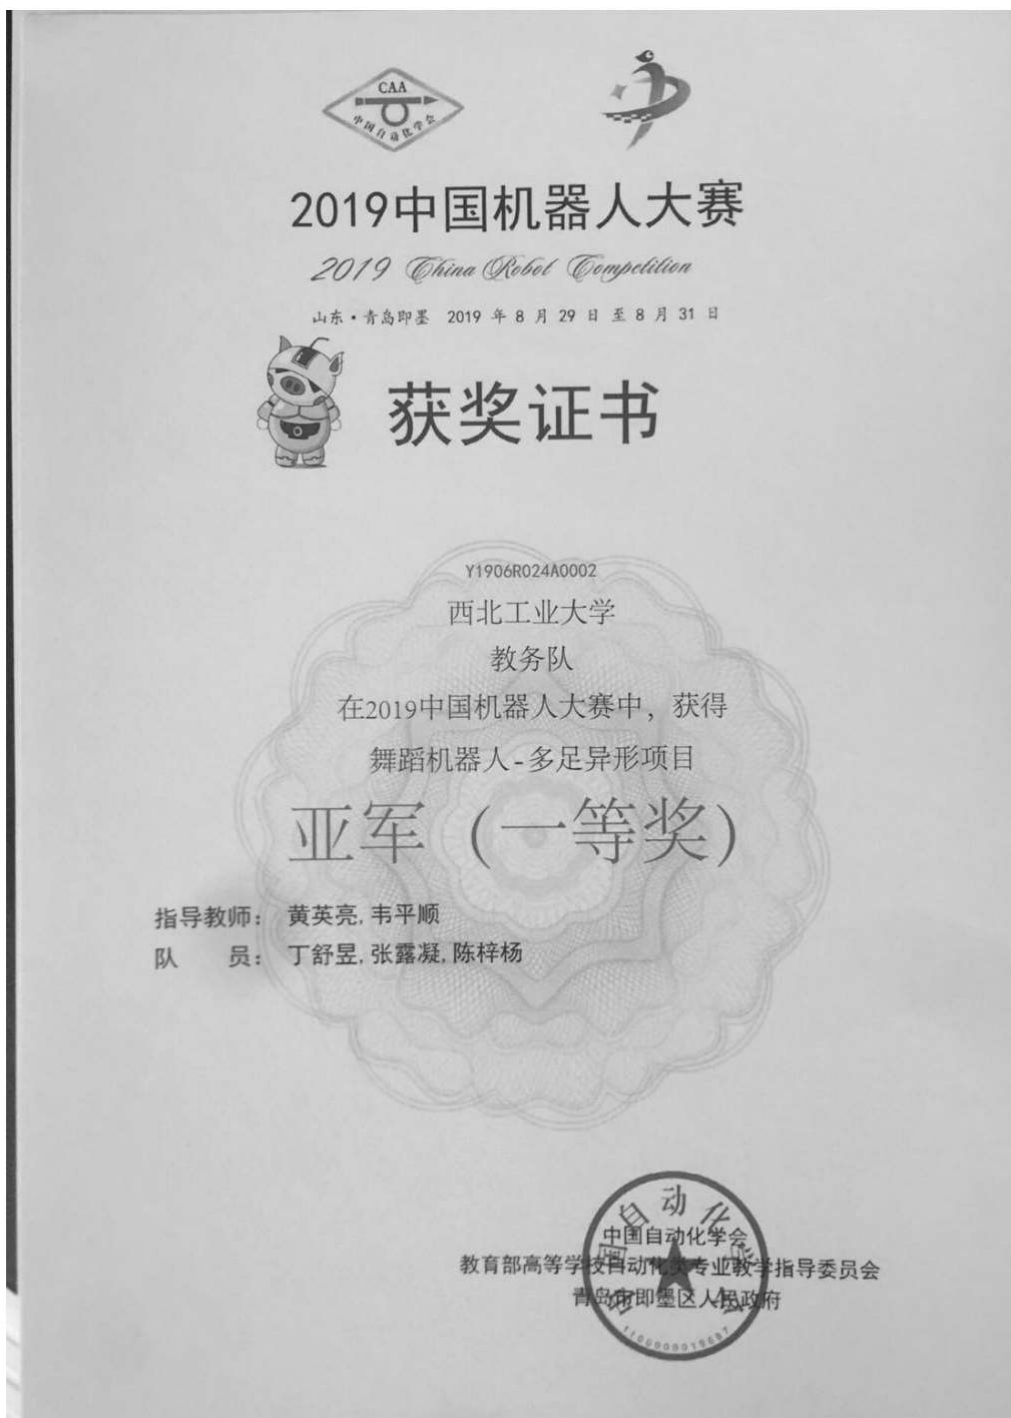 CAA
中国自动化学会
2019中国机器人大赛
2019 China Robot Competition
山东·青岛即墨 2019 年 8 月 29 日 至 8 月 31 日
获奖证书
Y1906R024A0002
西北工业大学
教务队
在2019中国机器人大赛中，获得
舞蹈机器人-多足异形项目
亚军（一等奖）
指导教师： 黄英亮,韦平顺
队 员： 丁舒昱,张露凝,陈梓杨
中国自动化学会
中国自动化学会
教育部高等学校自动化类专业教学指导委员会
青岛市即墨区人民政府